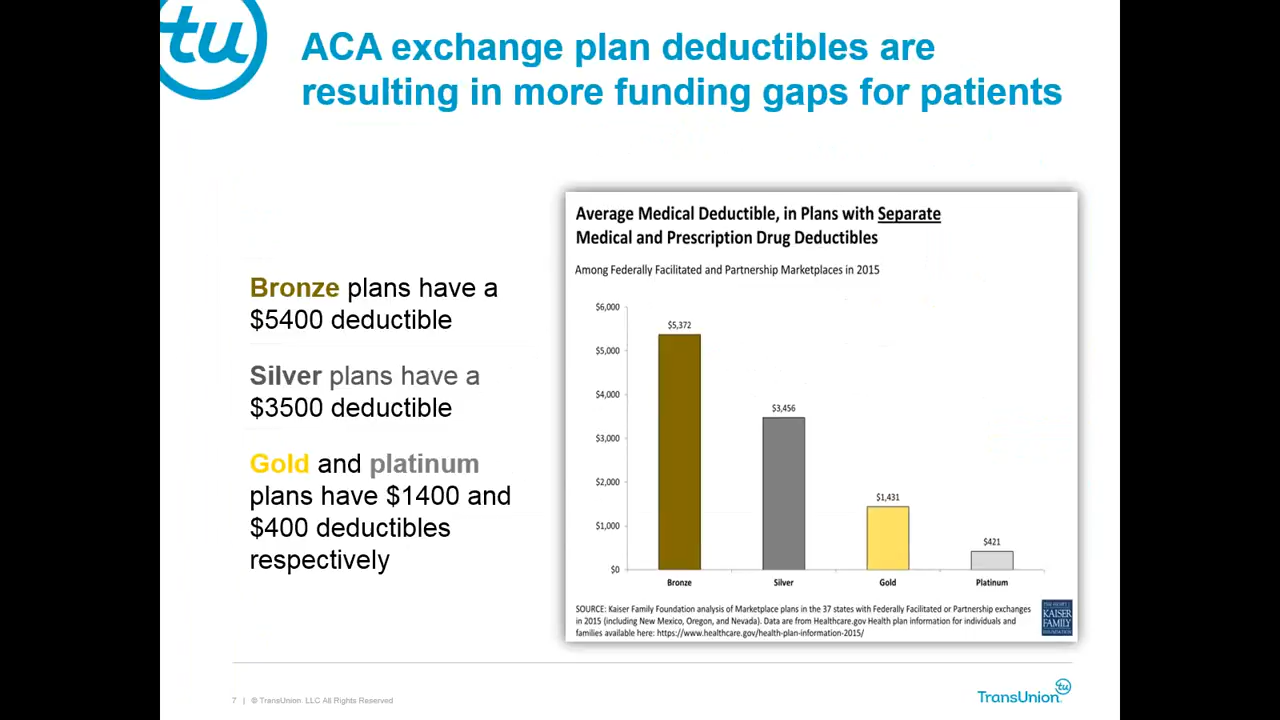 tu
ACA exchange plan deductibles are
resulting in more funding gaps for patients
Bronze plans have a
$5400 deductible
Silver plans have a
$3500 deductible
Gold and platinum
plans have $1400 and
$400 deductibles
respectively
Average Medical Deductible, in Plans with Separate
Medical and Prescription Drug Deductibles
Among Federally Facilitated and Partnership Marketplaces in 2015
$6,000
$5,000
$4,000
$3,000
$2,000
$1,000
$0
$5,372
$3,456
$1,431
$421
Bronze
Silver
Gold
Platinum
SOURCE: Kaiser Family Foundation analysis of Marketplace plans in the 37 states with Federally Facilitated or Partnership exchanges
in 2015 (including New Mexico, Oregon, and Nevada). Data are from Healthcare.gov Health plan information for individuals and
families available here: https://www.healthcare.gov/health-plan-information-2015/
THE HENRY J.
KAISER
FAMILY
FOUNDATION
7 | © TransUnion LLC All Rights Reserved
TransUnion
tu